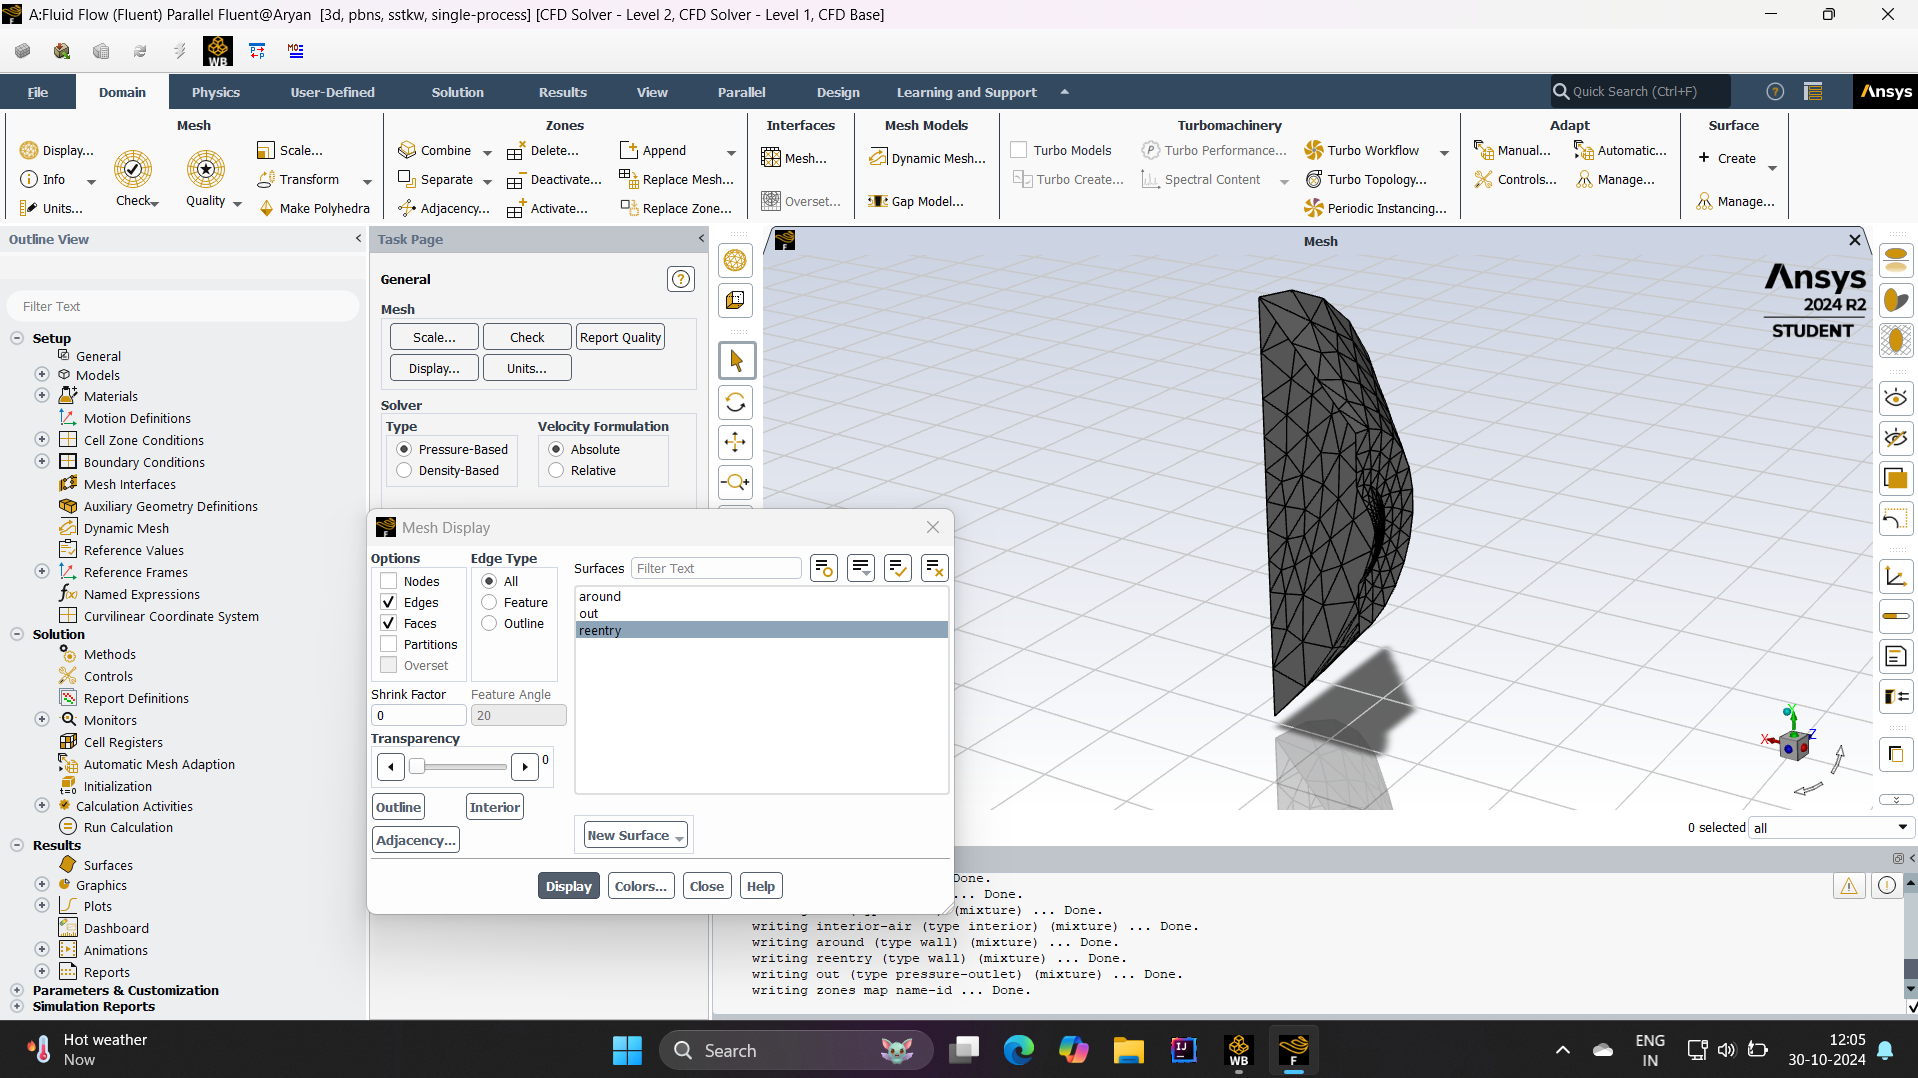 A:Fluid Flow (Fluent) Parallel Fluent@Aryan [3d, pbns, sstkw, single-process] [CFD Solver - Level 2, CFD Solver - Level 1, CFD Base]
WB
File Domain Physics User-Defined Solution Results View Parallel Design Learning and Support Quick Search (Ctrl+F) Ansys
Mesh Zones Interfaces Mesh Models Turbomachinery Adapt Surface
Display... Scale... Combine Delete... Append Mesh... Dynamic Mesh... Turbo Models Turbo Performance... Turbo Workflow Manual... Automatic... Create
Info Check Quality Transform Separate Deactivate... Replace Mesh... Turbo Create... Spectral Content Turbo Topology... Controls... Manage...
Units... Make Polyhedra Adjacency... Activate... Replace Zone... Overset... Gap Model... Periodic Instancing... Manage...
Outline View
Filter Text
Setup
General
Models
Materials
Motion Definitions
Cell Zone Conditions
Boundary Conditions
Mesh Interfaces
Auxiliary Geometry Definitions
Dynamic Mesh
Reference Values
Reference Frames
Named Expressions
Curvilinear Coordinate System
Solution
Methods
Controls
Report Definitions
Monitors
Cell Registers
Automatic Mesh Adaption
Initialization
Calculation Activities
Run Calculation
Results
Surfaces
Graphics
Plots
Dashboard
Animations
Reports
Parameters & Customization
Simulation Reports
Task Page
General
Mesh
Scale... Check Report Quality
Display... Units...
Solver
Type Velocity Formulation
Pressure-Based Absolute
Density-Based Relative
Mesh Display
Options Edge Type Surfaces Filter Text
Nodes All around
Edges Feature out
Faces Outline reentry
Partitions
Overset
Shrink Factor Feature Angle
0 20
Transparency
0
Outline Interior
Adjacency... New Surface
Display Colors... Close Help
Mesh
Ansys
2024 R2
STUDENT
Y
X Z
0 selected all
Done.
... Done.
(mixture) ... Done.
writing interior-air (type interior) (mixture) ... Done.
writing around (type wall) (mixture) ... Done.
writing reentry (type wall) (mixture) ... Done.
writing out (type pressure-outlet) (mixture) ... Done.
writing zones map name-id ... Done.
Hot weather
Now
Search
WB
ENG
IN
12:05
30-10-2024